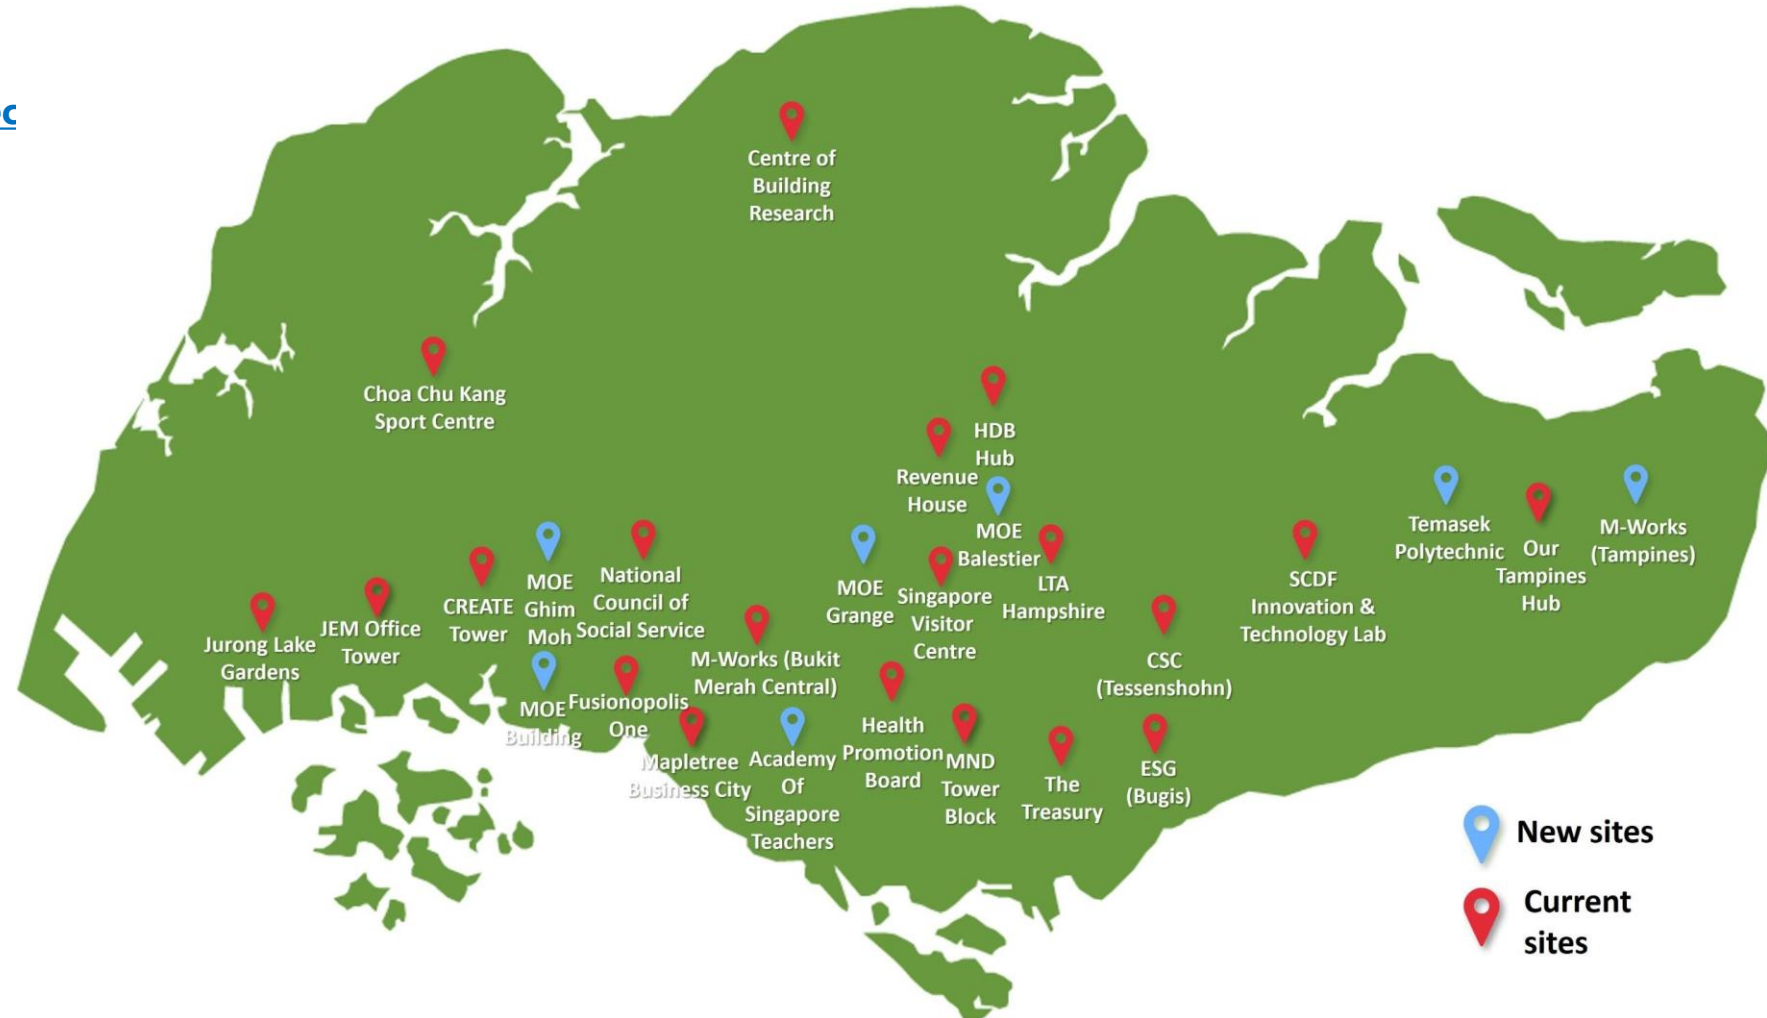 Centre of
Building
Research
Choa Chu Kang
Sport Centre
HDB
Hub
Revenue
House
MOE
Balestier
Temasek
Polytechnic
Our
Tampines
Hub
M-Works
(Tampines)
MOE
Ghim
Moh
National
Council of
Social Service
CREATE
Tower
JEM Office
Tower
Jurong Lake
Gardens
MOE
Grange
Singapore
Visitor
Centre
LTA
Hampshire
SCDF
Innovation &
Technology Lab
CSC
(Tessenshohn)
M-Works (Bukit
Merah Central)
MOE
Building
Fusionopolis
One
Mapletree
Business City
Academy
Of
Singapore
Teachers
Health
Promotion
Board
MND
Tower
Block
The
Treasury
ESG
(Bugis)
New sites
Current
sites